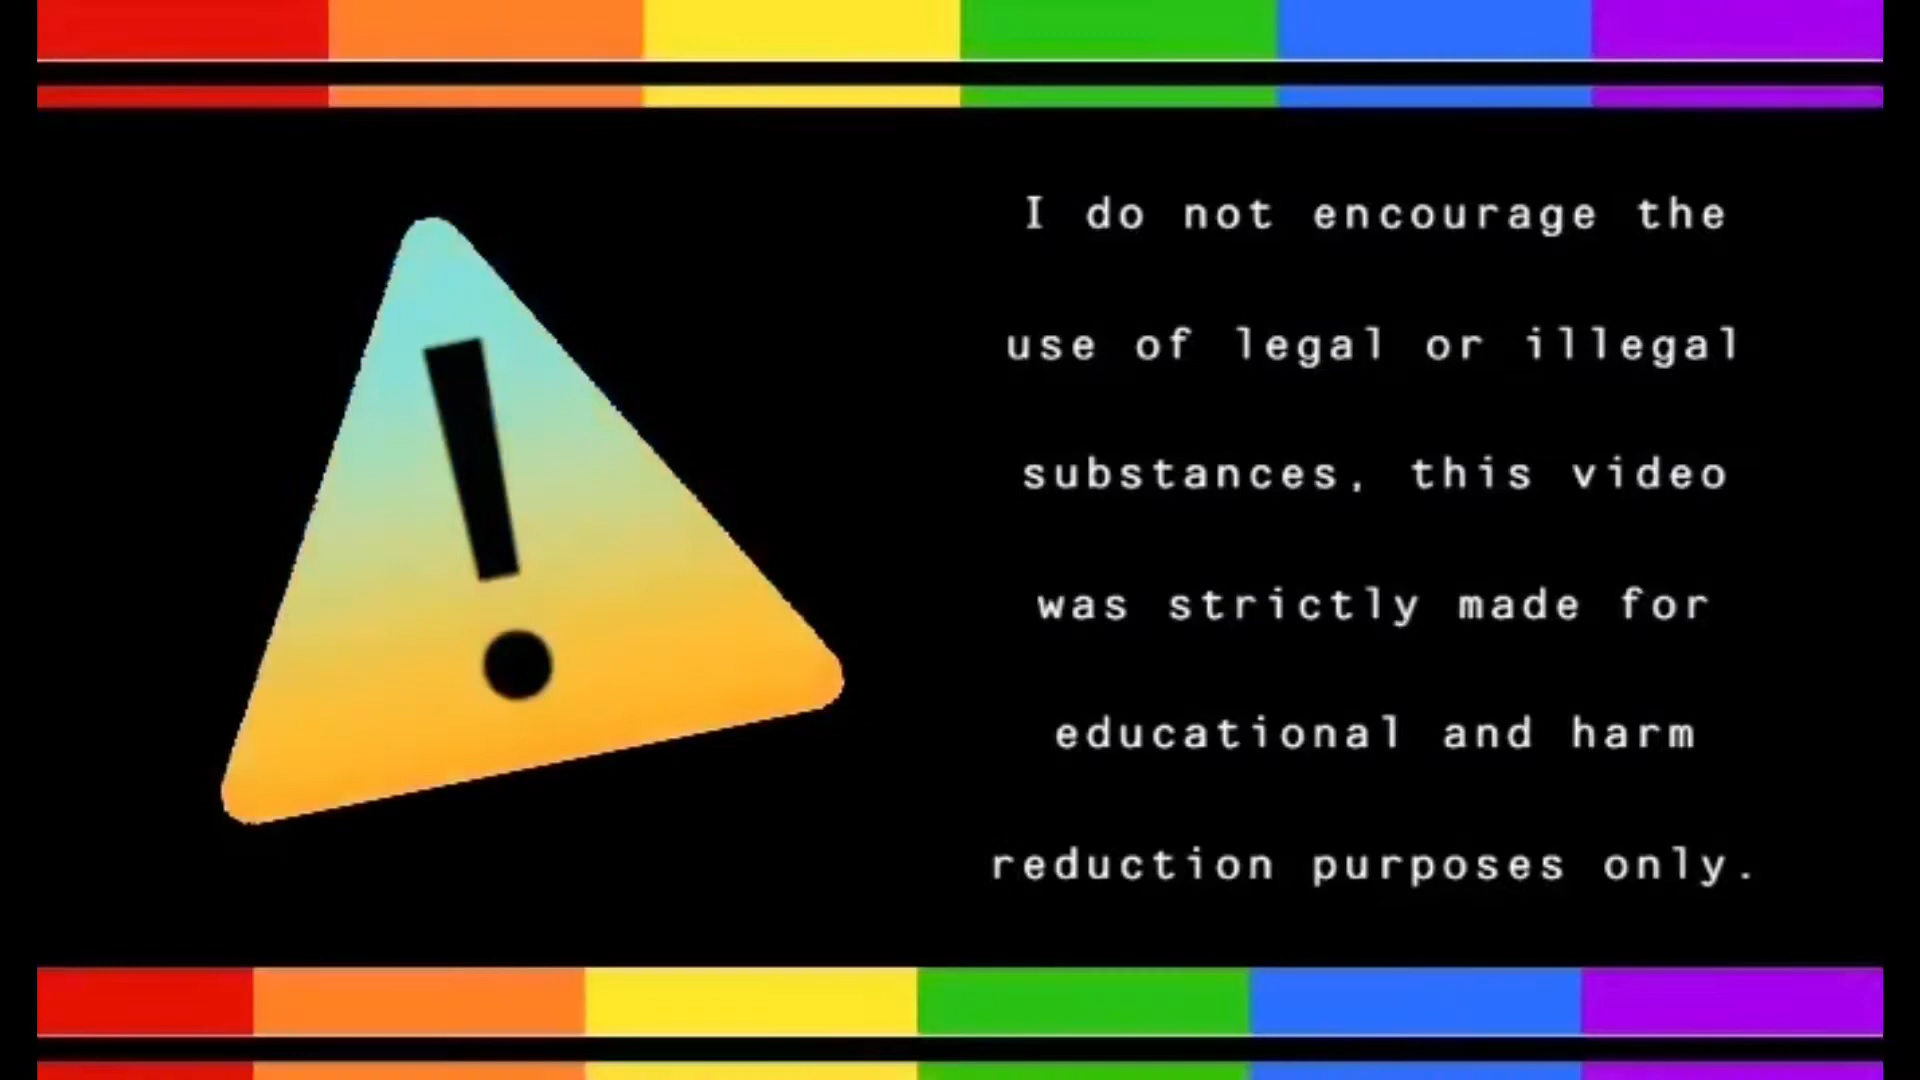 I do not encourage the
use of legal or illegal
substances, this video
was strictly made for
educational and harm
reduction purposes only.